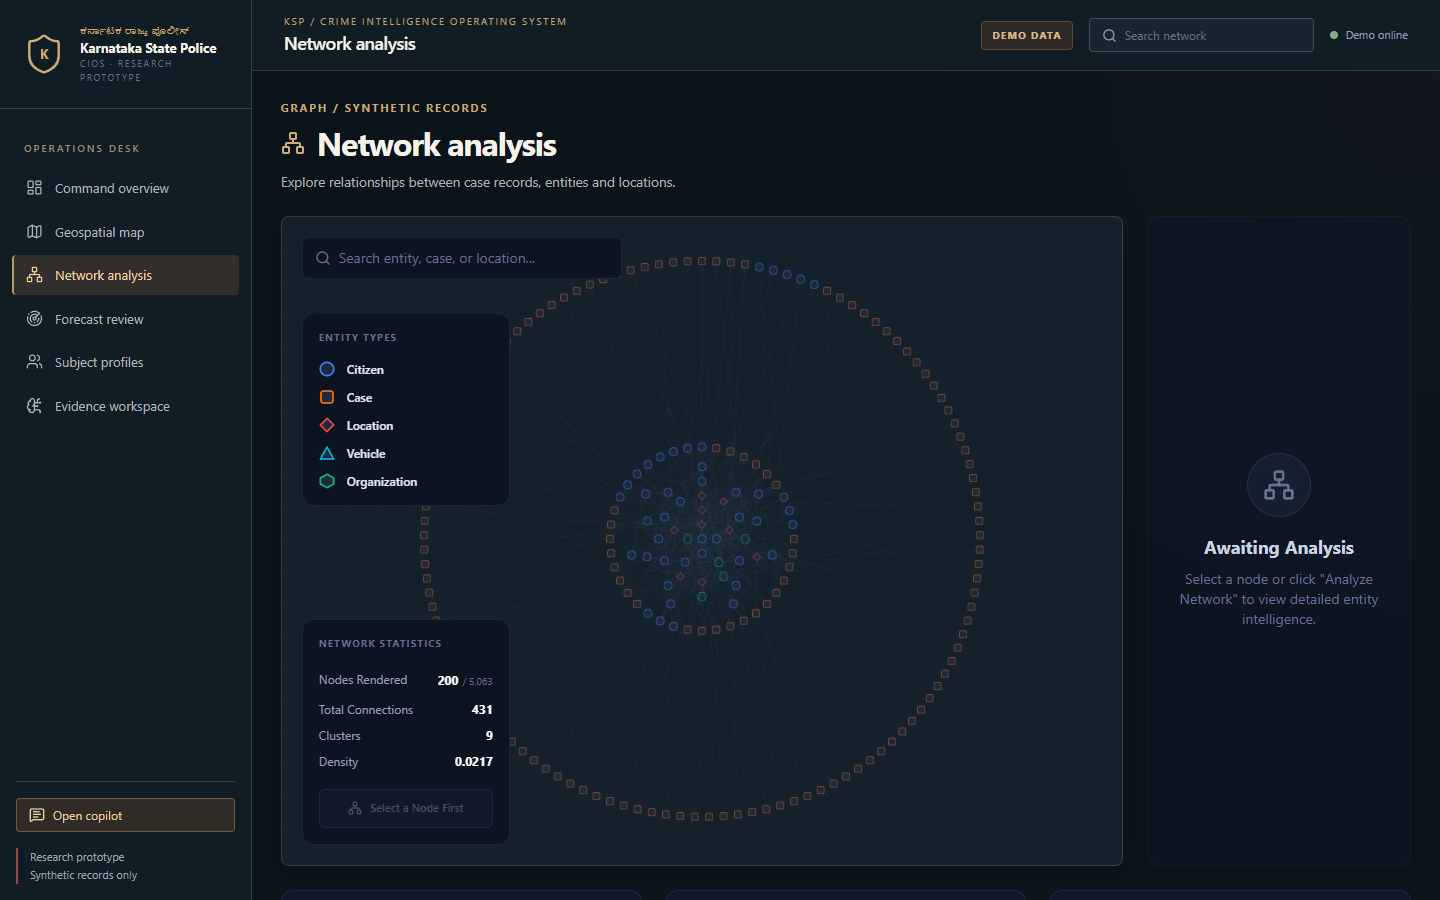 ಕರ್ನಾಟಕ ರಾಜ್ಯ ಪೊಲೀಸ್
K
Karnataka State Police
CIOS · RESEARCH
PROTOTYPE
OPERATIONS DESK
Command overview
Geospatial map
Network analysis
Forecast review
Subject profiles
Evidence workspace
Open copilot
Research prototype
Synthetic records only
KSP / CRIME INTELLIGENCE OPERATING SYSTEM
Network analysis
DEMO DATA
Search network
Demo online
GRAPH / SYNTHETIC RECORDS
Network analysis
Explore relationships between case records, entities and locations.
Search entity, case, or location...
ENTITY TYPES
Citizen
Case
Location
Vehicle
Organization
NETWORK STATISTICS
Nodes Rendered 200 / 5,063
Total Connections 431
Clusters 9
Density 0.0217
Select a Node First
Awaiting Analysis
Select a node or click "Analyze
Network" to view detailed entity
intelligence.